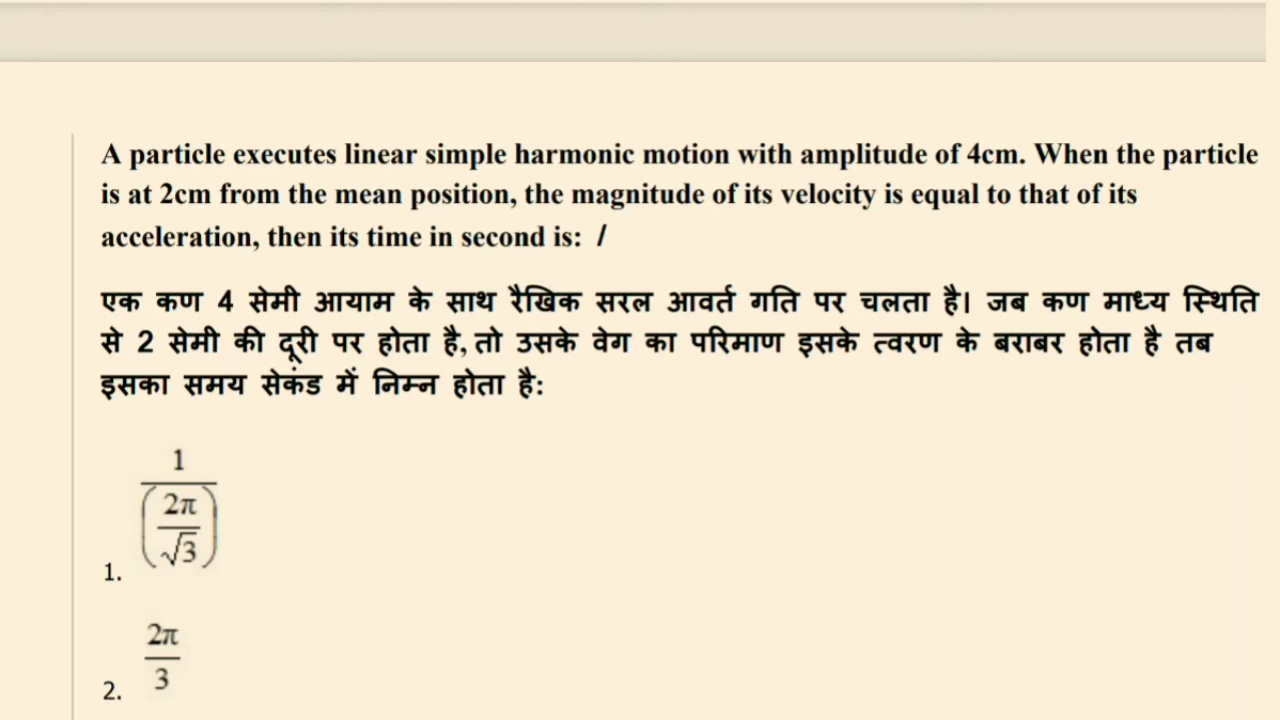 A particle executes linear simple harmonic motion with amplitude of 4cm. When the particle
is at 2cm from the mean position, the magnitude of its velocity is equal to that of its
acceleration, then its time in second is: /
एक कण 4 सेमी आयाम के साथ रैखिक सरल आवर्त गति पर चलता है। जब कण माध्य स्थिति
से 2 सेमी की दूरी पर होता है, तो उसके वेग का परिमाण इसके त्वरण के बराबर होता है तब
इसका समय सेकंड में निम्न होता है:
1. 1/(2π/√3)
2. 2π/3